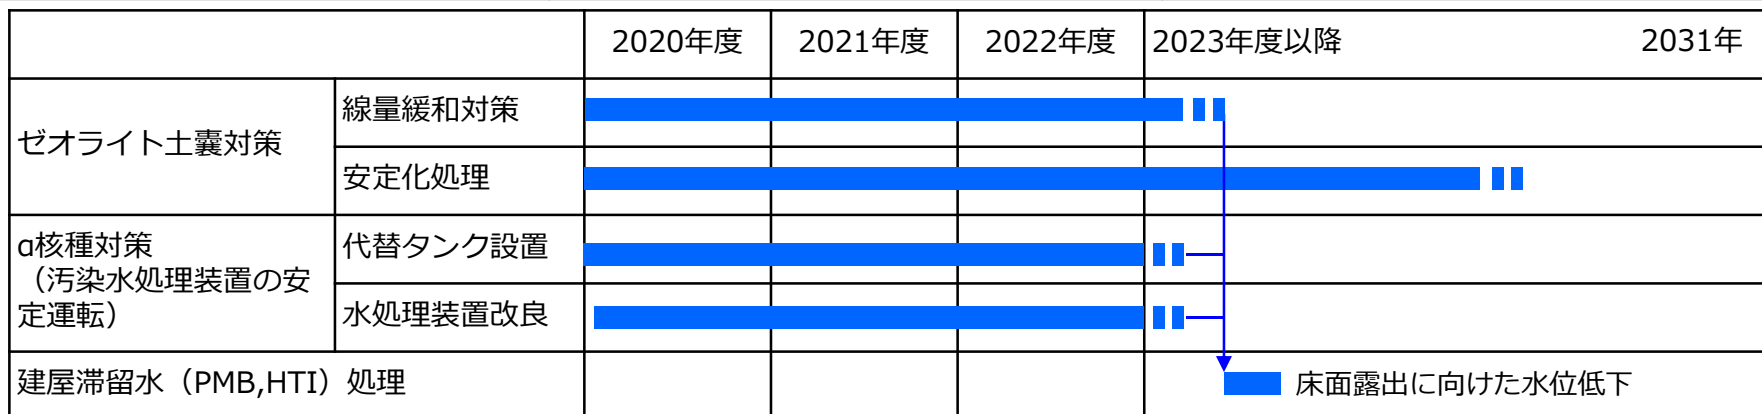 2020年度 2021年度 2022年度 2023年度以降 2031年
ゼオライト土嚢対策
線量緩和対策
安定化処理
α核種対策
（汚染水処理装置の安
定運転）
代替タンク設置
水処理装置改良
建屋滞留水（PMB,HTI）処理
床面露出に向けた水位低下